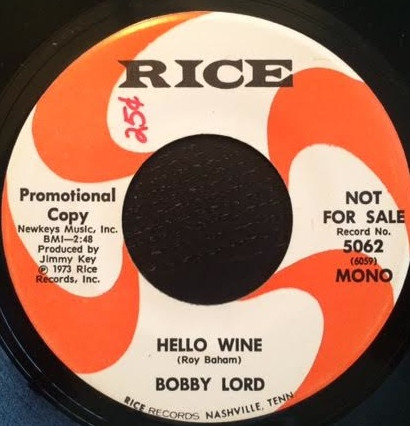 RICE
25¢
Promotional
Copy
Newkeys Music, Inc.
BMI—2:48
Produced by
Jimmy Key
℗ 1973 Rice
Records, Inc.
NOT
FOR SALE
Record No.
5062
(6059)
MONO
HELLO WINE
(Roy Baham)
BOBBY LORD
RICE RECORDS NASHVILLE, TENN.